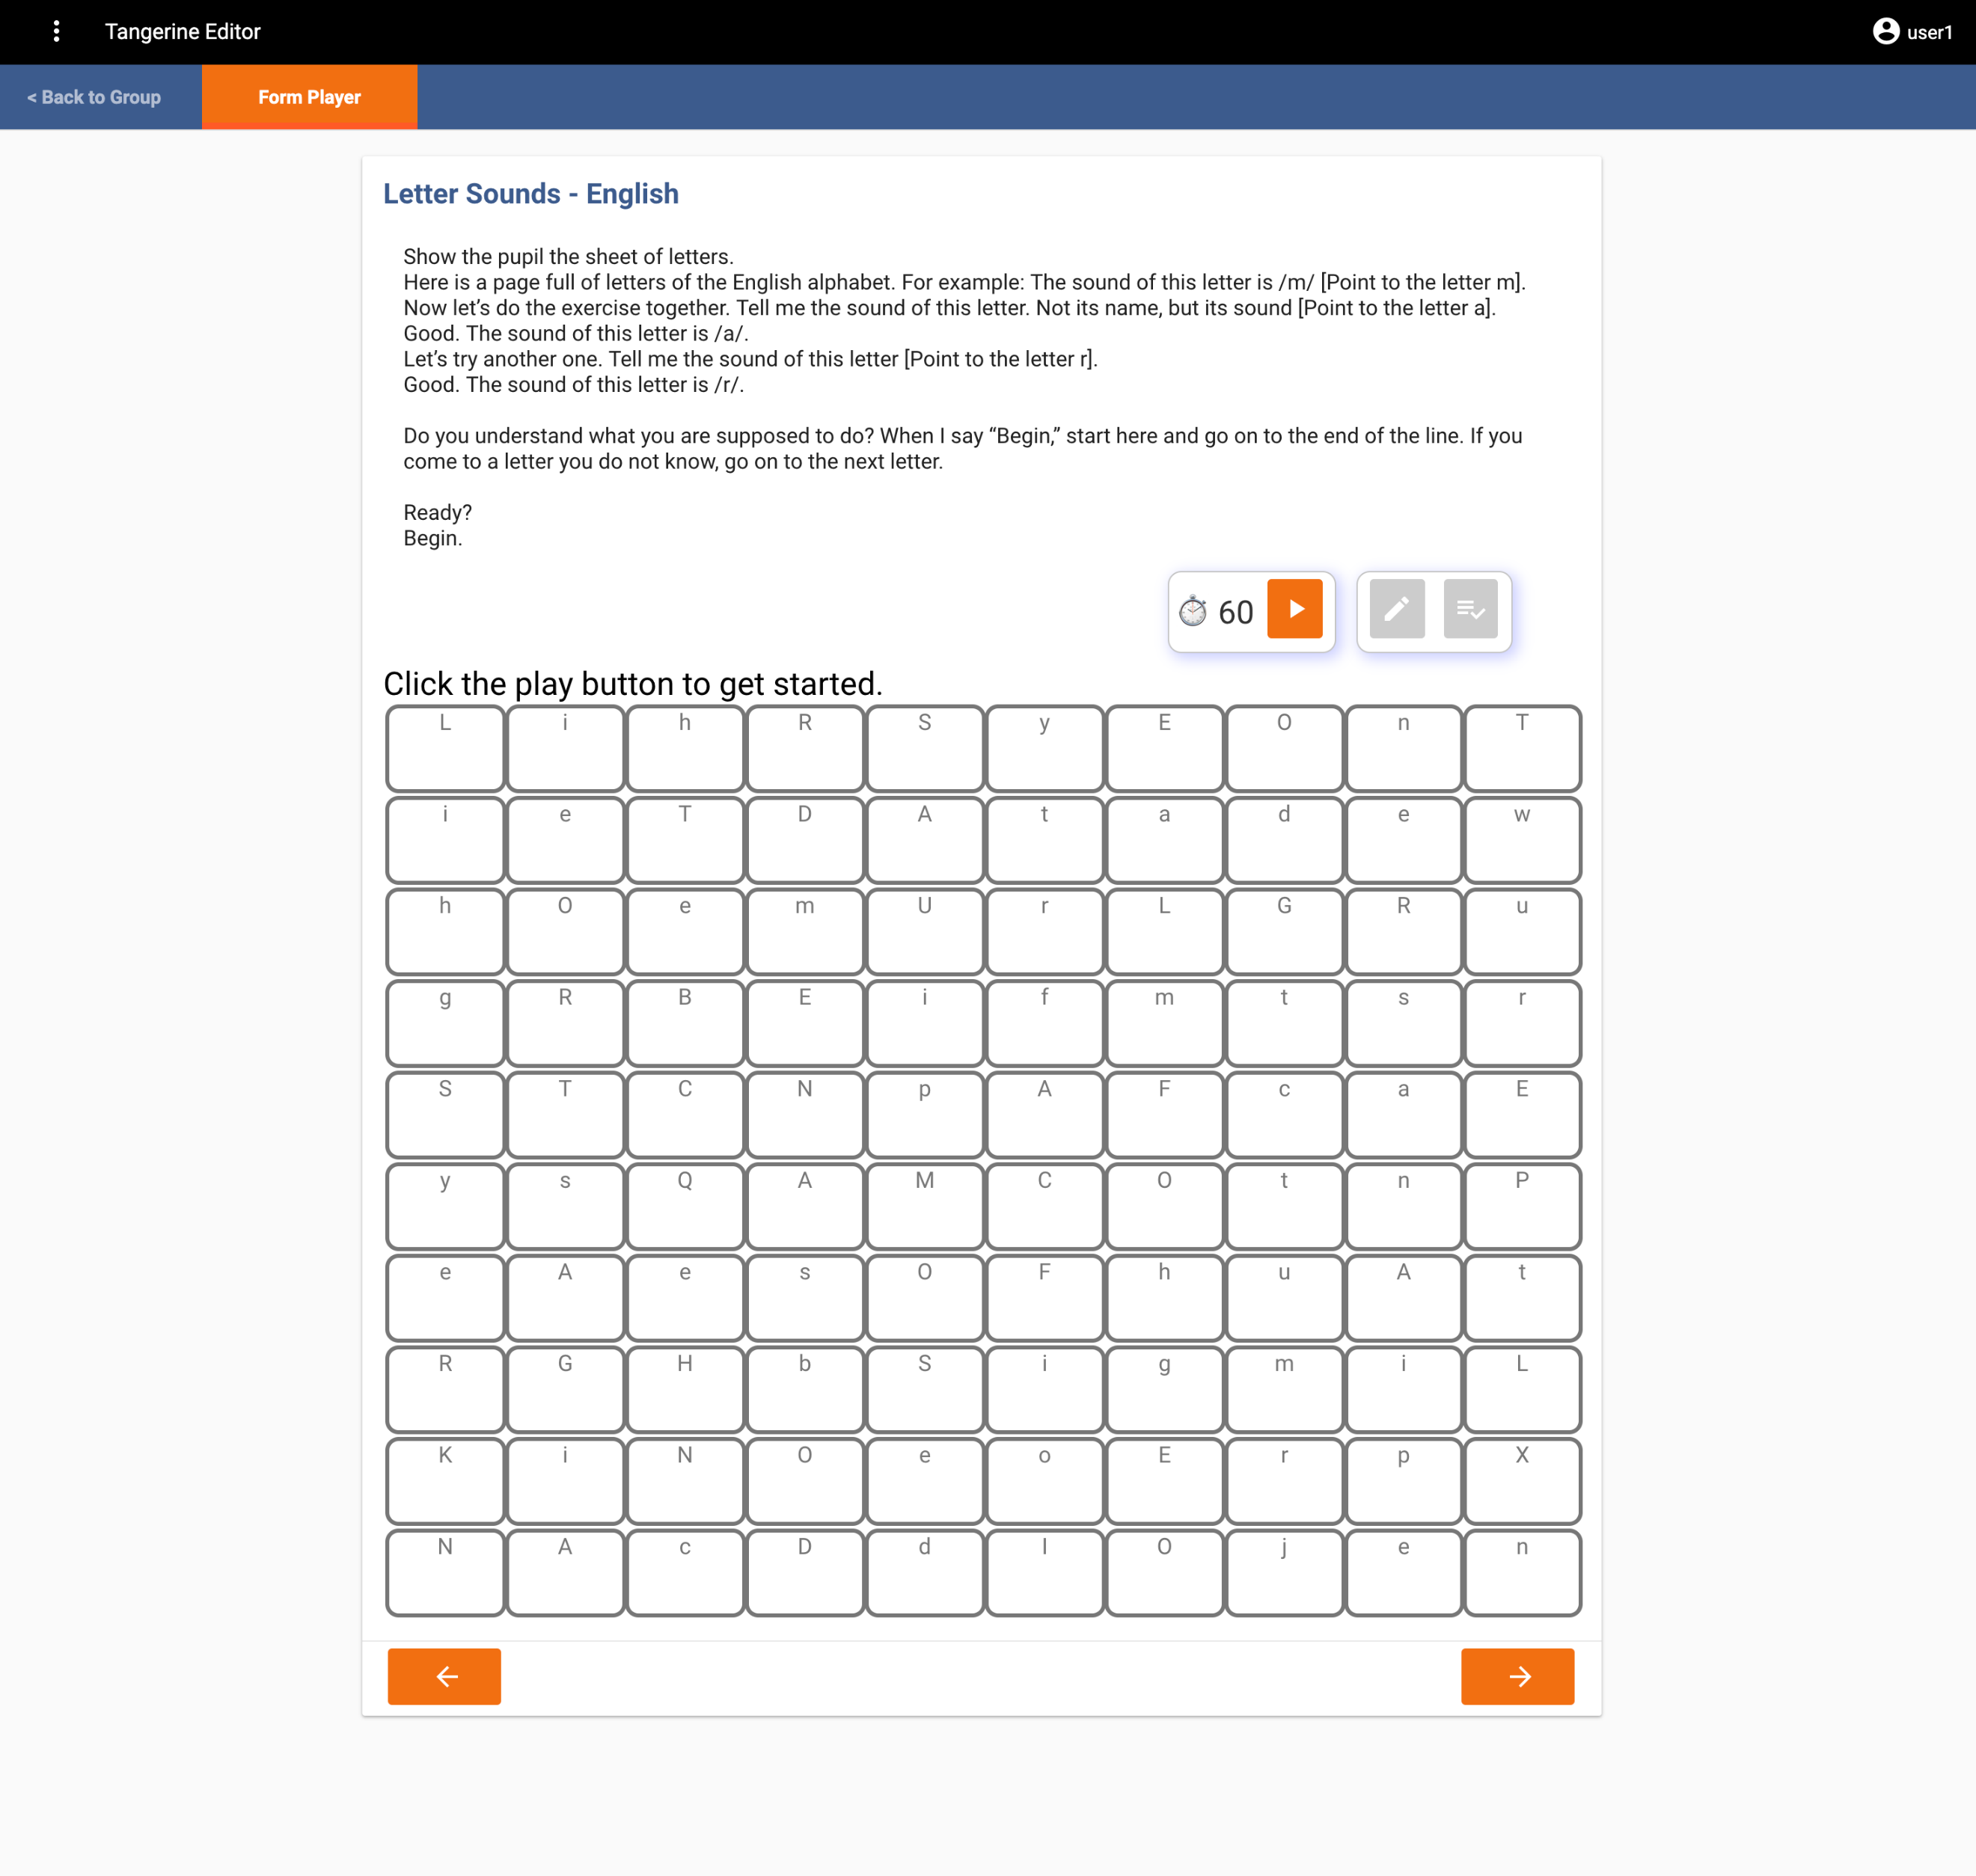 Tangerine Editor
user1
< Back to Group
Form Player
Letter Sounds - English
Show the pupil the sheet of letters.
Here is a page full of letters of the English alphabet. For example: The sound of this letter is /m/ [Point to the letter m].
Now let’s do the exercise together. Tell me the sound of this letter. Not its name, but its sound [Point to the letter a].
Good. The sound of this letter is /a/.
Let’s try another one. Tell me the sound of this letter [Point to the letter r].
Good. The sound of this letter is /r/.
Do you understand what you are supposed to do? When I say “Begin,” start here and go on to the end of the line. If you
come to a letter you do not know, go on to the next letter.
Ready?
Begin.
60
Click the play button to get started.
L i h R S y E O n T
i e T D A t a d e w
h O e m U r L G R u
g R B E i f m t s r
S T C N p A F c a E
y s Q A M C O t n P
e A e s O F h u A t
R G H b S i g m i L
K i N O e o E r p X
N A c D d I O j e n